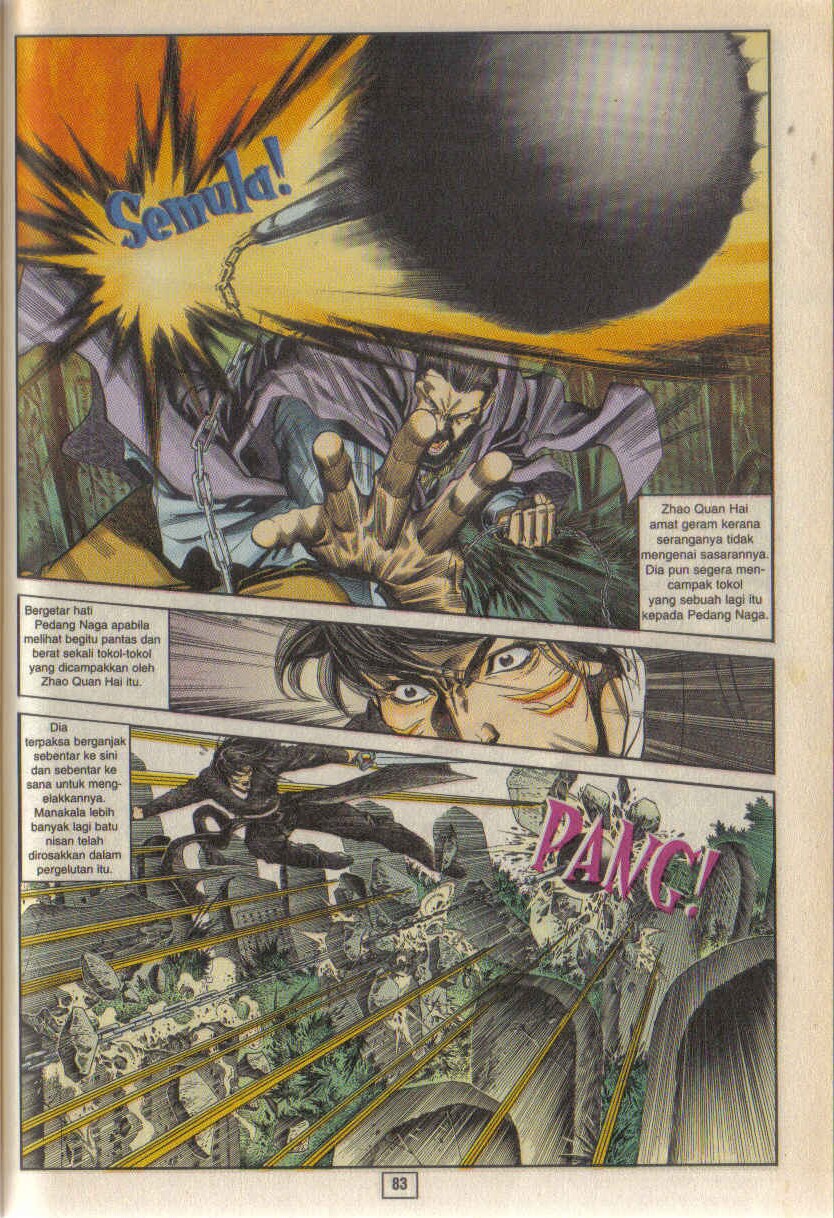 Semula!
Zhao Quan Hai
amat geram kerana
seranganya tidak
mengenai sasarannya.
Dia pun segera men-
campak tokol
yang sebuah lagi itu
kepada Pedang Naga.
Bergetar hati
Pedang Naga apabila
melihat begitu pantas dan
berat sekali tokol-tokol
yang dicampakkan oleh
Zhao Quan Hai itu.
Dia
terpaksa berganjak
sebentar ke sini
dan sebentar ke
sana untuk meng-
elakkannya.
Manakala lebih
banyak lagi batu
nisan telah
dirosakkan dalam
pergelutan itu.
PANG!
83